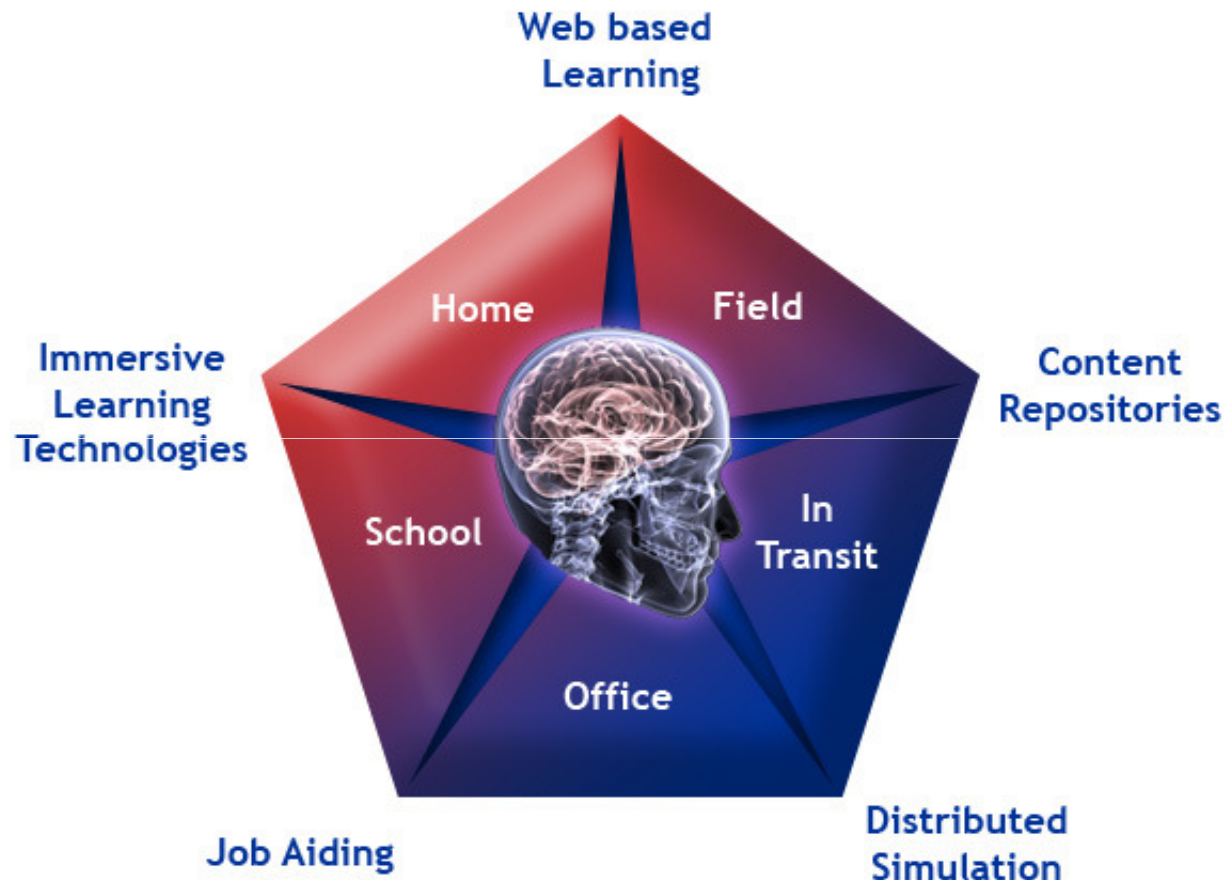 Web based
Learning
Home
Field
Immersive
Learning
Technologies
Content
Repositories
School
In
Transit
Office
Job Aiding
Distributed
Simulation